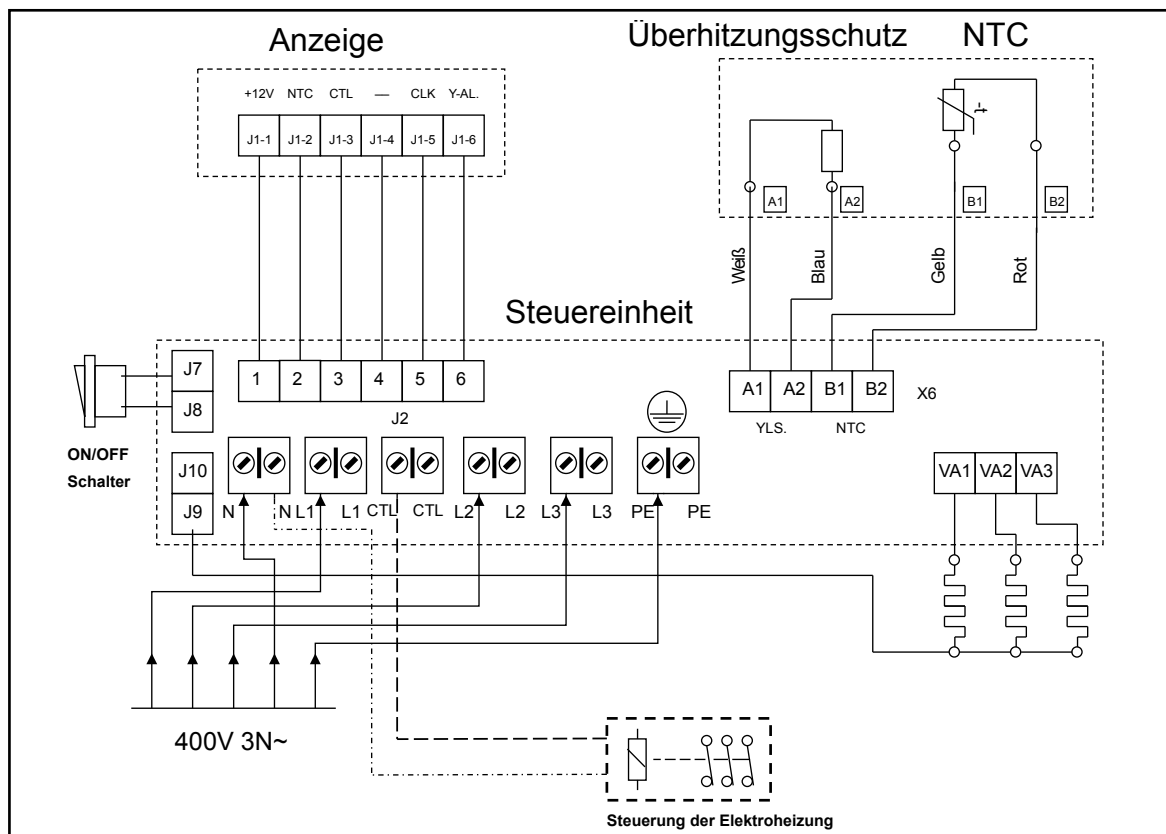 Anzeige
Überhitzungsschutz NTC
+12V NTC CTL — CLK Y-AL.
J1-1 J1-2 J1-3 J1-4 J1-5 J1-6
-t
A1 A2 B1 B2
Weiß Blau Gelb Rot
Steuereinheit
J7
J8
1 2 3 4 5 6
J2
A1 A2 B1 B2 X6
YLS. NTC
ON/OFF
Schalter
J10
J9
N N L1 L1 CTL CTL L2 L2 L3 L3 PE PE
VA1 VA2 VA3
400V 3N~
Steuerung der Elektroheizung